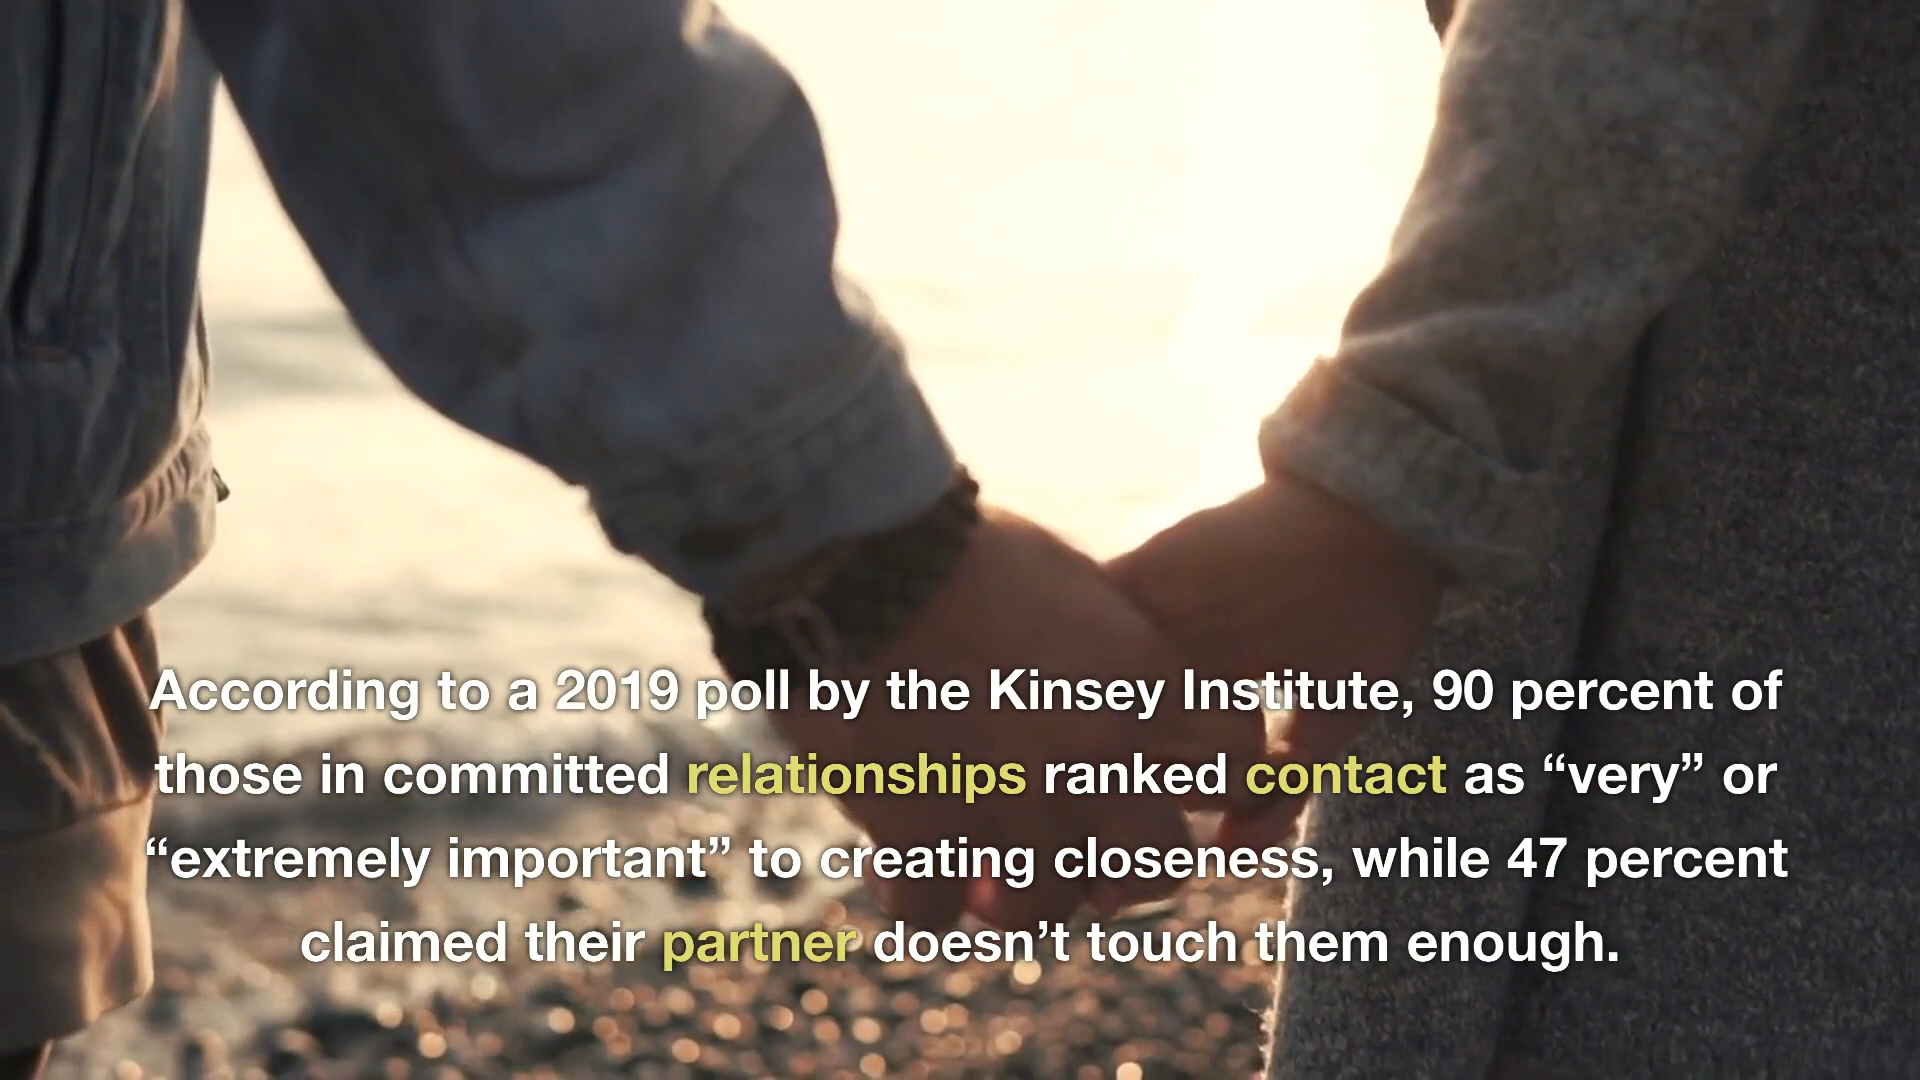 According to a 2019 poll by the Kinsey Institute, 90 percent of
those in committed relationships ranked contact as “very” or
“extremely important” to creating closeness, while 47 percent
claimed their partner doesn’t touch them enough.